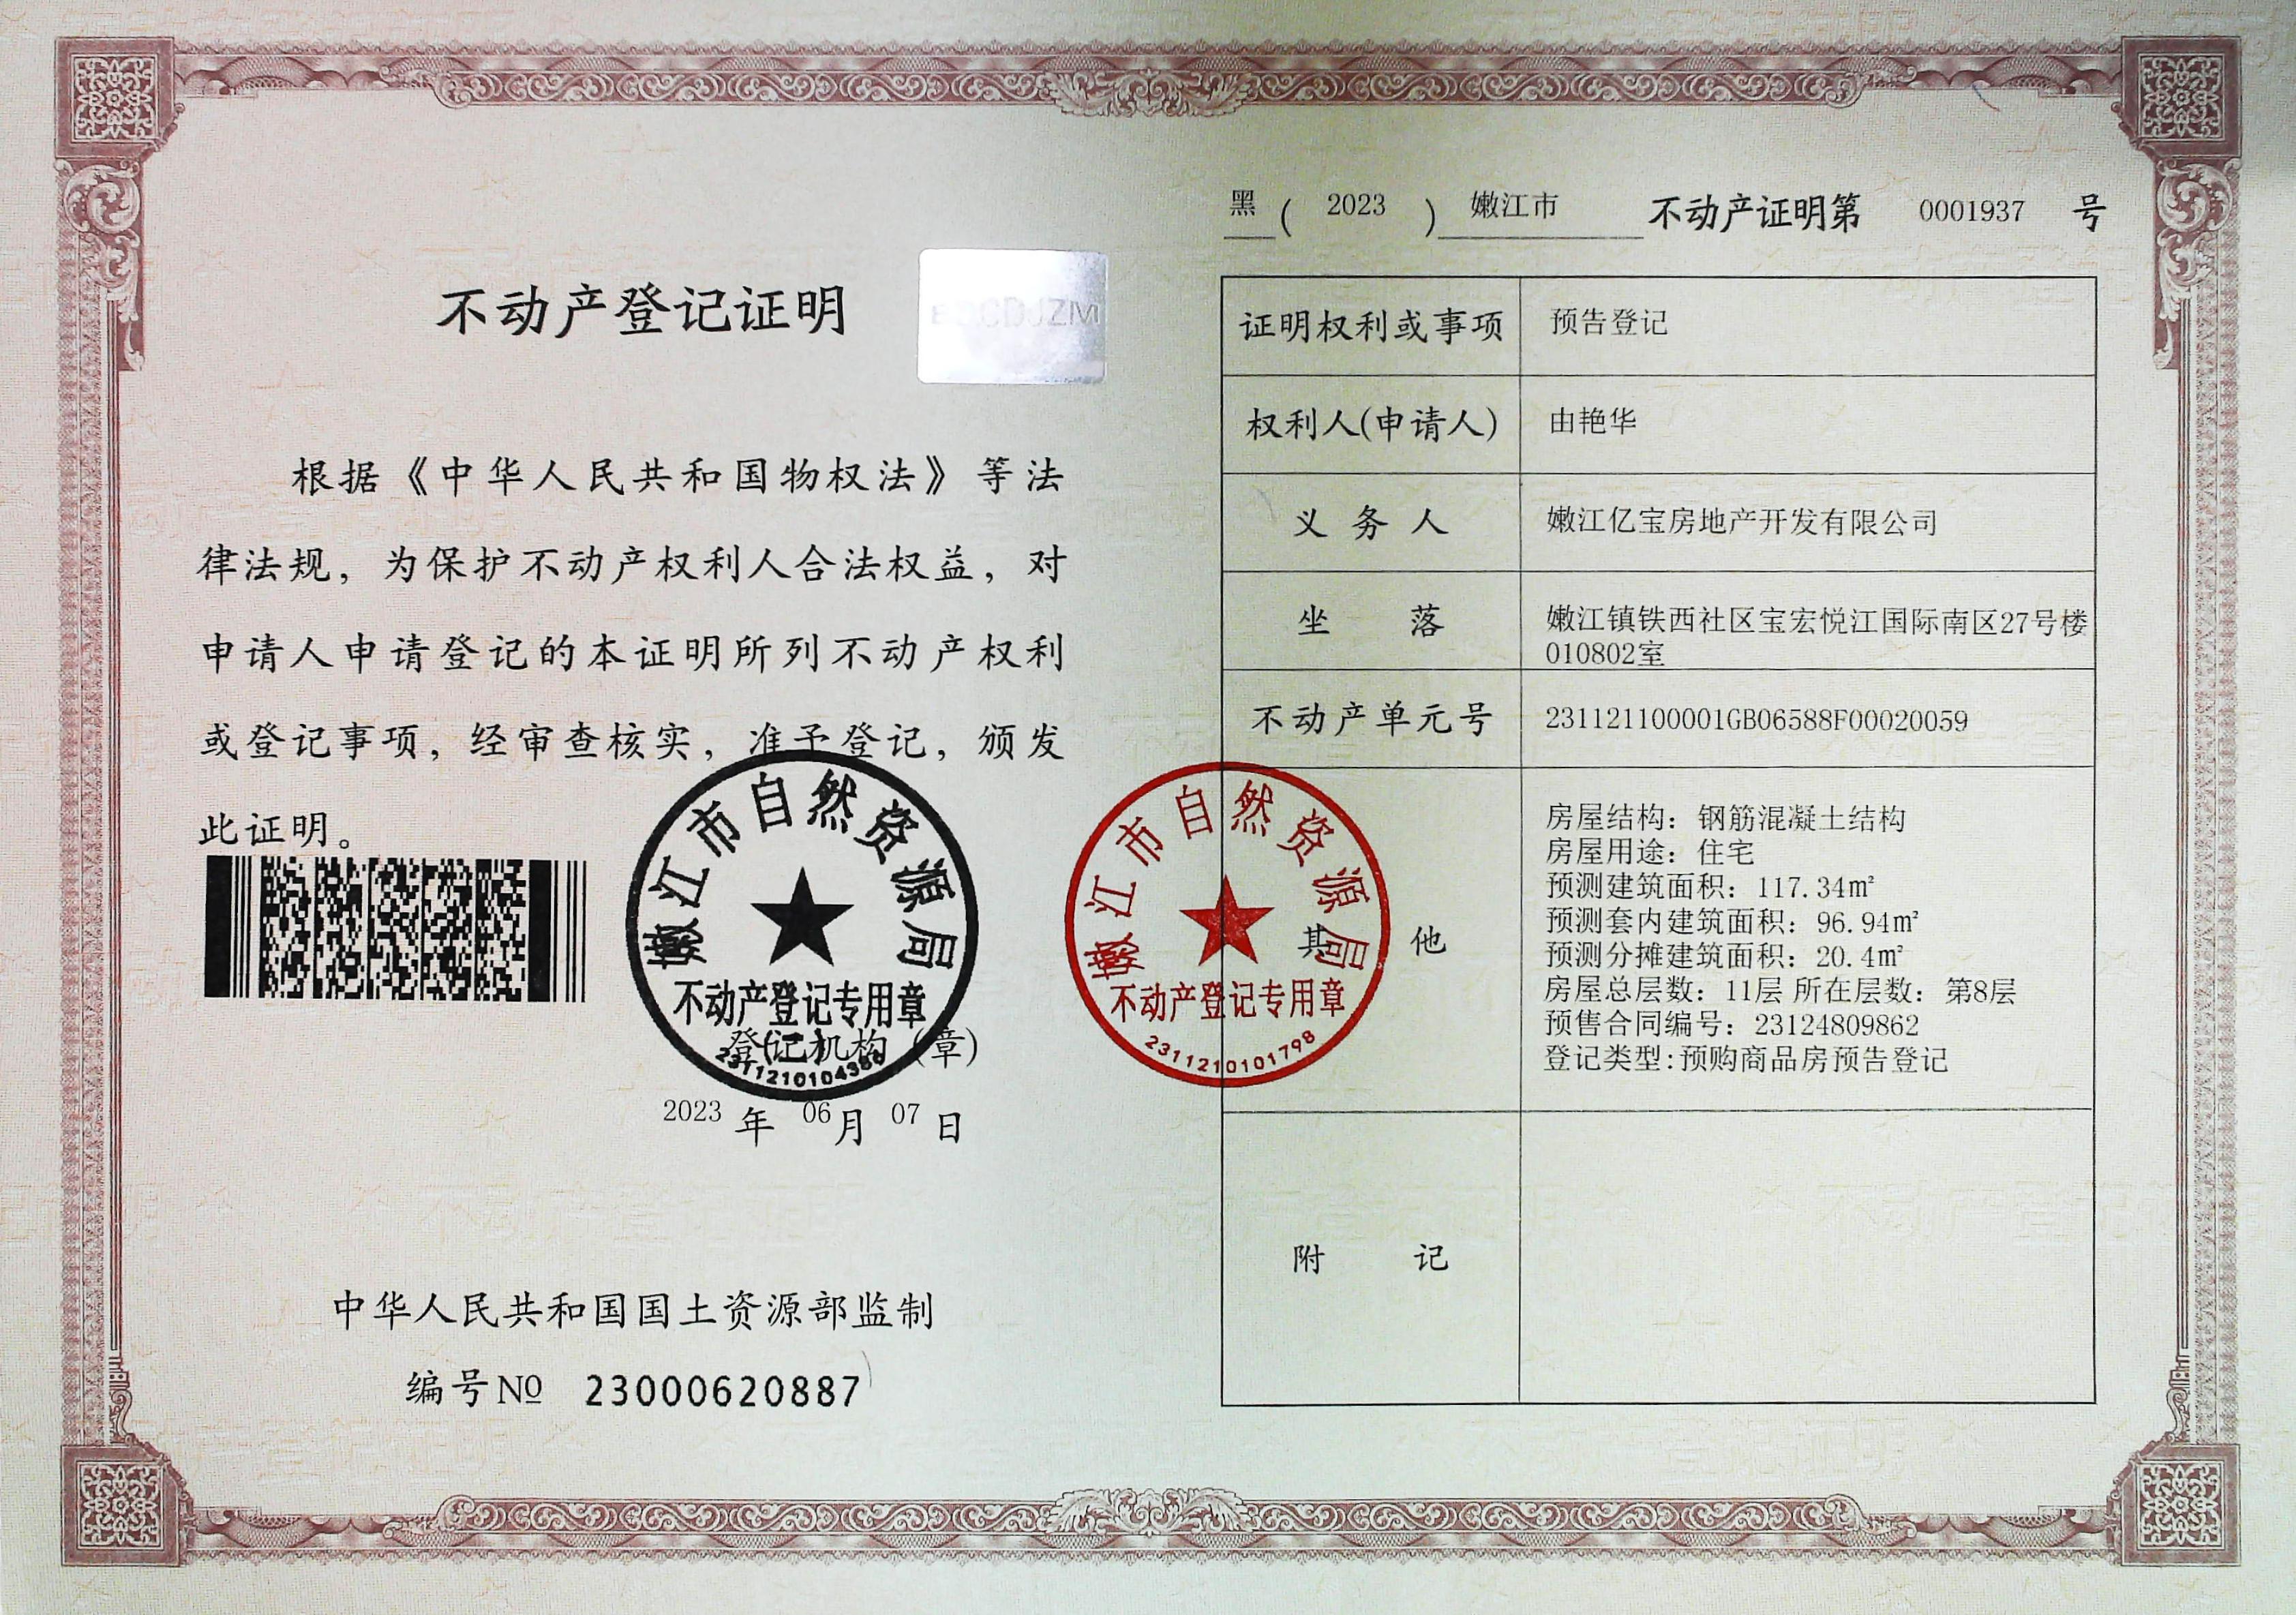 不动产登记证明
BDCDJZM
根据《中华人民共和国物权法》等法
律法规，为保护不动产权利人合法权益，对
申请人申请登记的本证明所列不动产权利
或登记事项，经审查核实，准予登记，颁发
此证明。
嫩江市自然资源局
不动产登记专用章
登记机构（章）
2023 年 06 月 07 日
中华人民共和国国土资源部监制
编号№ 23000620887
黑（ 2023 ）嫩江市 不动产证明第 0001937 号
证明权利或事项 预告登记
权利人(申请人) 由艳华
义务人 嫩江亿宝房地产开发有限公司
坐落 嫩江镇铁西社区宝宏悦江国际南区27号楼
010802室
不动产单元号 231121100001GB06588F00020059
其他
房屋结构：钢筋混凝土结构
房屋用途：住宅
预测建筑面积：117.34㎡
预测套内建筑面积：96.94㎡
预测分摊建筑面积：20.4㎡
房屋总层数：11层 所在层数：第8层
预售合同编号：23124809862
登记类型:预购商品房预告登记
嫩江市自然资源局
不动产登记专用章
2311210101798
附记